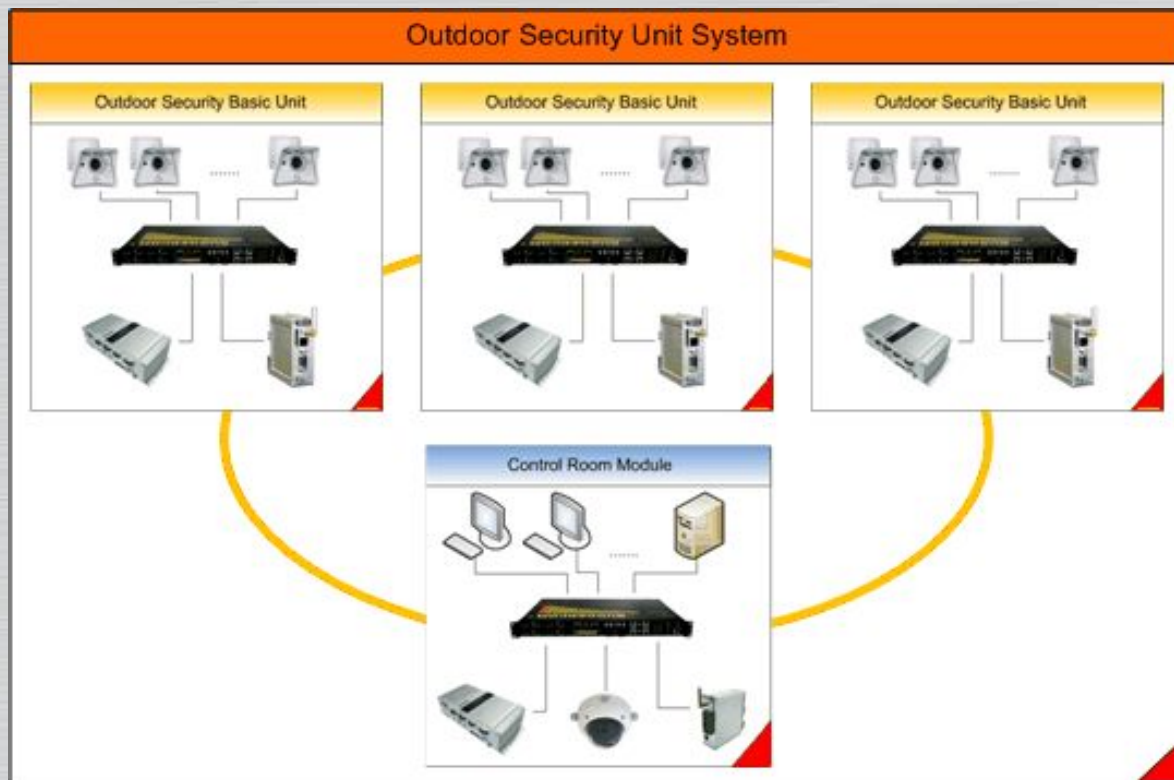 Outdoor Security Unit System
Outdoor Security Basic Unit
Outdoor Security Basic Unit
Outdoor Security Basic Unit
.......
.......
.......
Control Room Module
.......